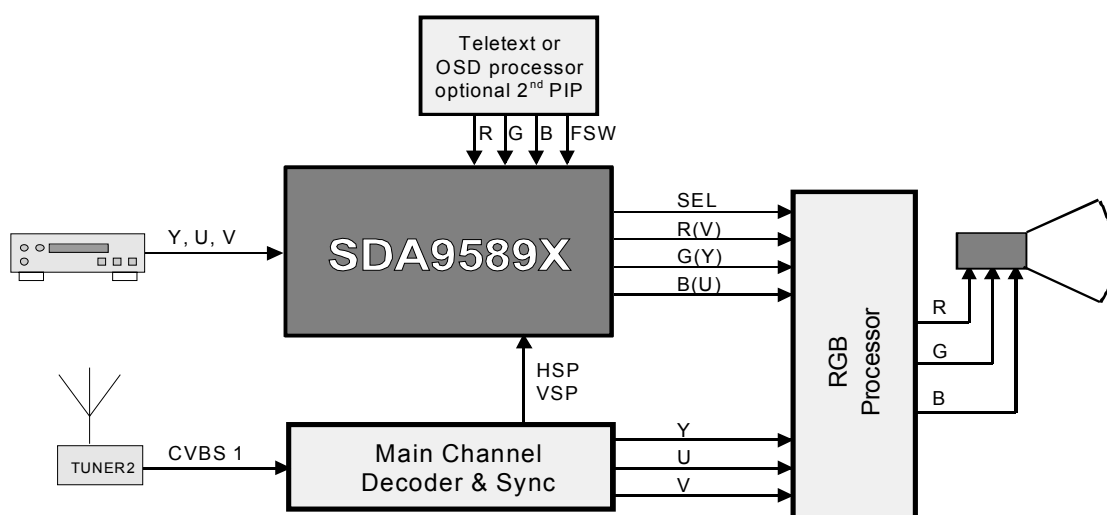 Teletext or
OSD processor
optional 2nd PIP
R G B FSW
SEL
R(V)
G(Y)
B(U)
Y, U, V
SDA9589X
HSP
VSP
RGB
Processor
R
G
B
TUNER2
CVBS 1
Main Channel
Decoder & Sync
Y
U
V